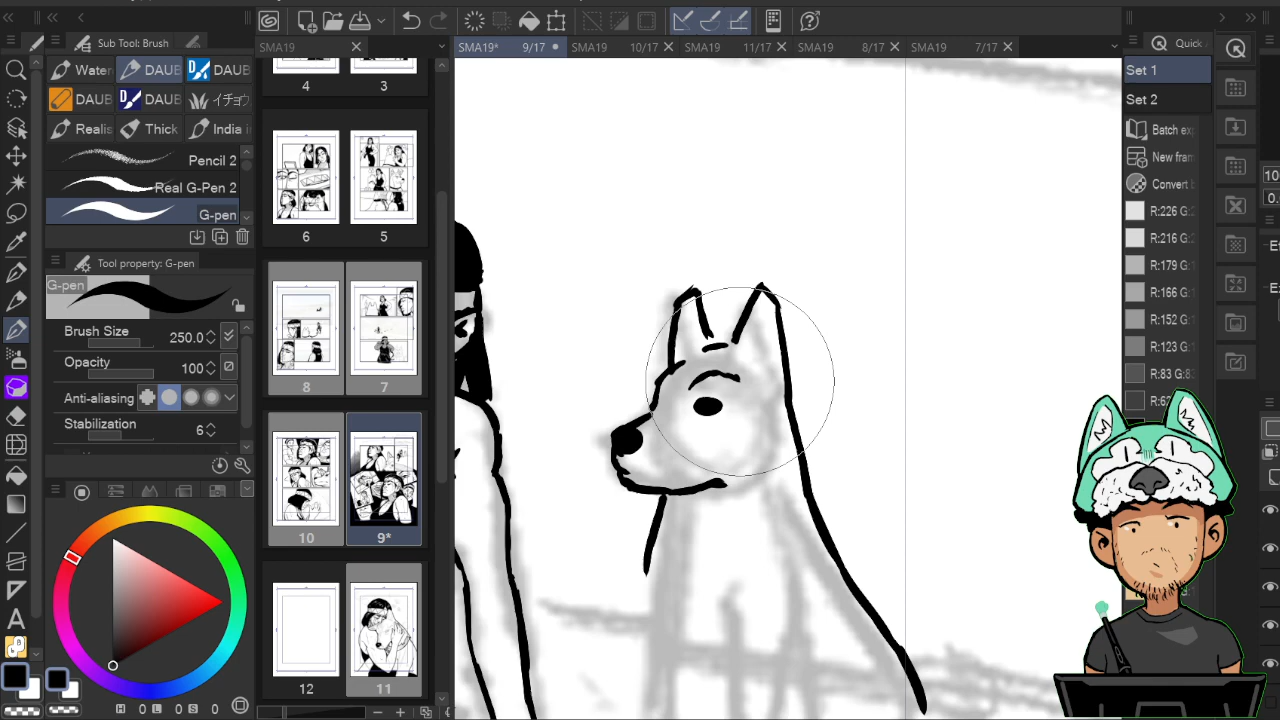 Sub Tool: Brush
SMA19
SMA19*
9/17
SMA19
10/17
SMA19
11/17
SMA19
8/17
SMA19
7/17
Quick
Set 1
Set 2
Batch
New
Convert
R:226 G:
R:216 G:
R:179 G:
R:166 G:
R:152 G:
R:123 G:
R:83 G:
Water
DAUB
DAUB
DAUB
DAUB
イチョウ
Realis
Thick
India
Pencil 2
Real G-Pen 2
G-pen
Tool property: G-pen
G-pen
Brush Size
250.0
Opacity
100
Anti-aliasing
Stabilization
6
H 0 L 0 S 0
4
3
6
5
8
7
10
9*
12
11